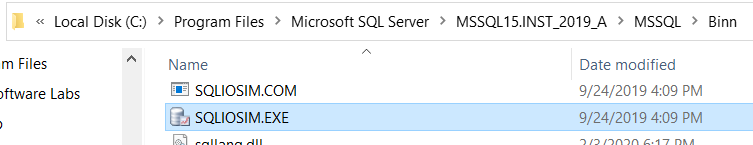 « Local Disk (C:) › Program Files › Microsoft SQL Server › MSSQL15.INST_2019_A › MSSQL › Binn
Name Date modified
m Files
SQLIOSIM.COM 9/24/2019 4:09 PM
oftware Labs
SQLIOSIM.EXE 9/24/2019 4:09 PM
sqllang.dll 2/3/2020 6:17 PM